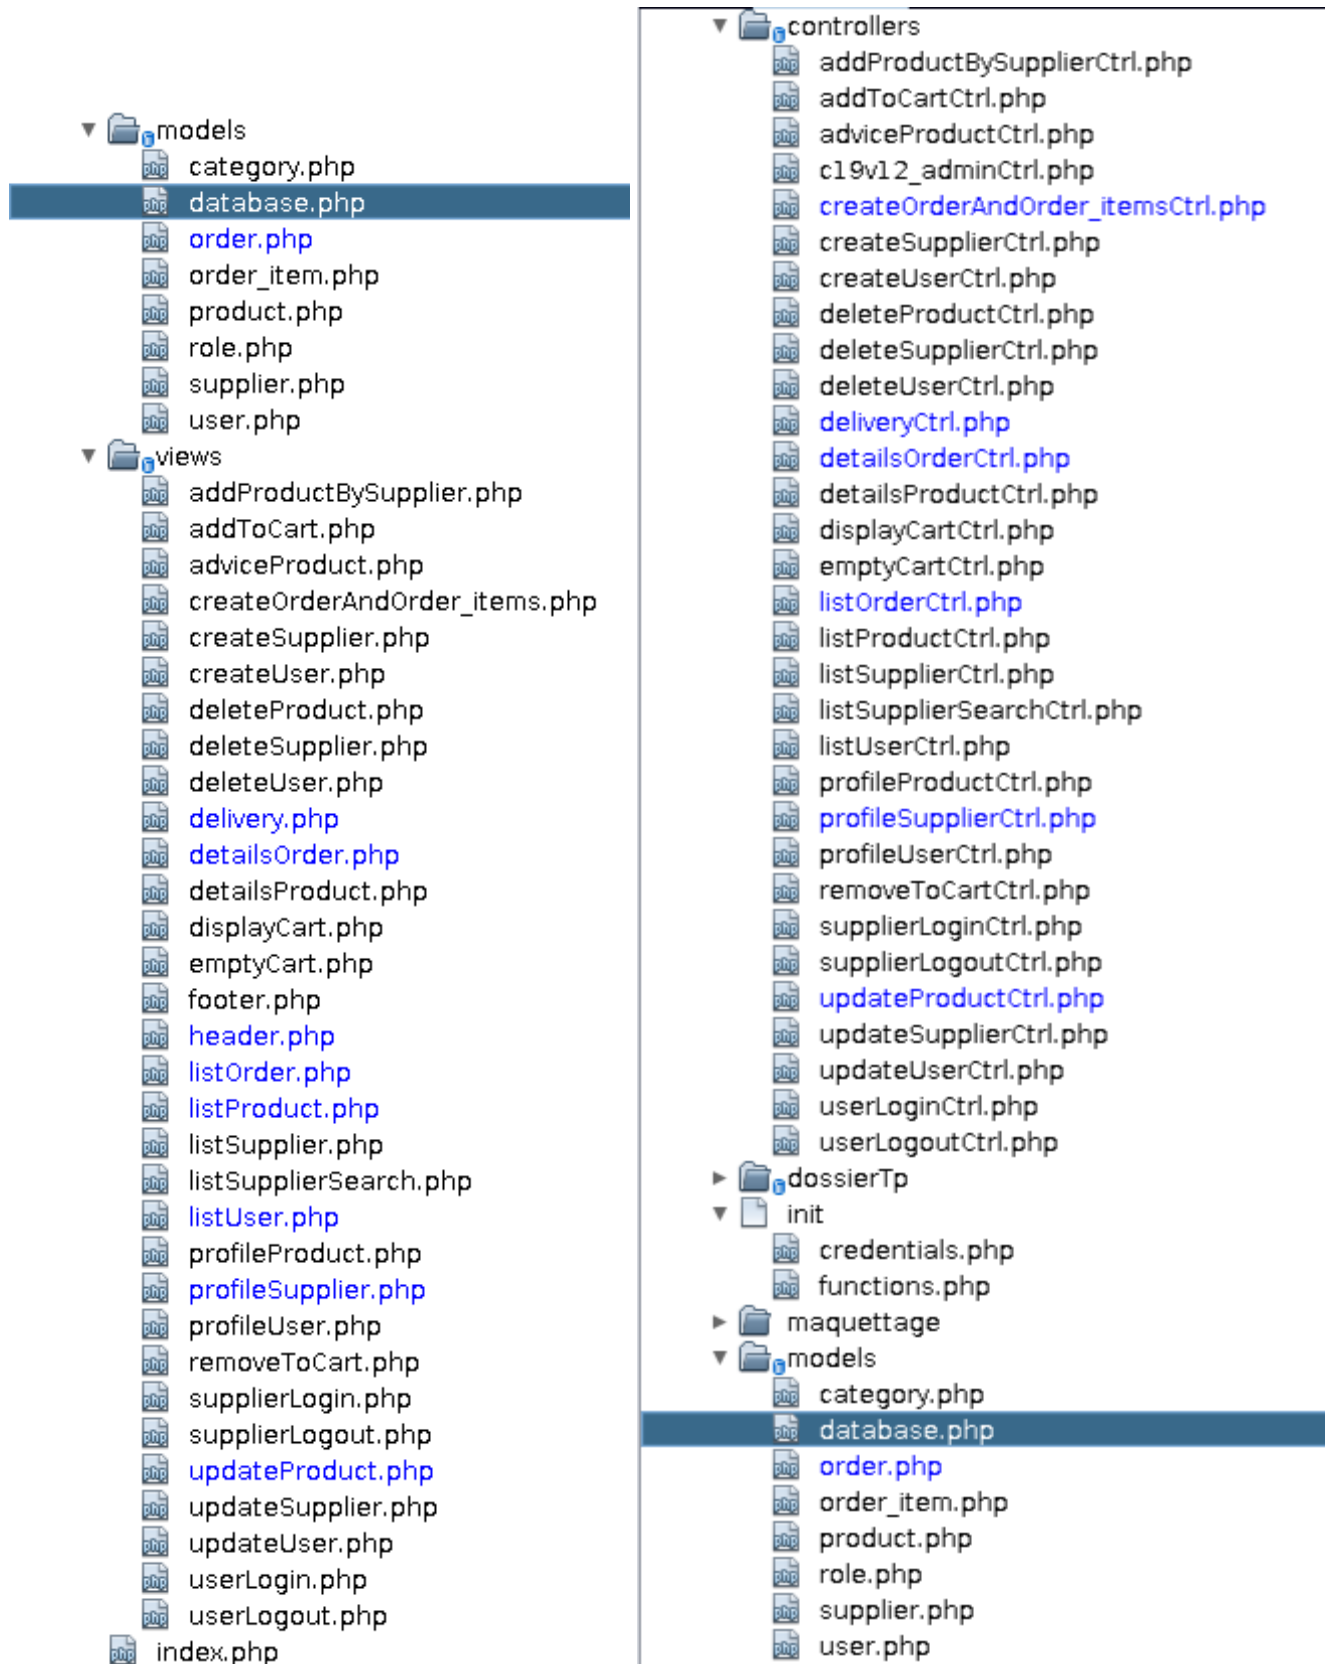 models
category.php
database.php
order.php
order_item.php
product.php
role.php
supplier.php
user.php
views
addProductBySupplier.php
addToCart.php
adviceProduct.php
createOrderAndOrder_items.php
createSupplier.php
createUser.php
deleteProduct.php
deleteSupplier.php
deleteUser.php
delivery.php
detailsOrder.php
detailsProduct.php
displayCart.php
emptyCart.php
footer.php
header.php
listOrder.php
listProduct.php
listSupplier.php
listSupplierSearch.php
listUser.php
profileProduct.php
profileSupplier.php
profileUser.php
removeToCart.php
supplierLogin.php
supplierLogout.php
updateProduct.php
updateSupplier.php
updateUser.php
userLogin.php
userLogout.php
index.php
controllers
addProductBySupplierCtrl.php
addToCartCtrl.php
adviceProductCtrl.php
c19v12_adminCtrl.php
createOrderAndOrder_itemsCtrl.php
createSupplierCtrl.php
createUserCtrl.php
deleteProductCtrl.php
deleteSupplierCtrl.php
deleteUserCtrl.php
deliveryCtrl.php
detailsOrderCtrl.php
detailsProductCtrl.php
displayCartCtrl.php
emptyCartCtrl.php
listOrderCtrl.php
listProductCtrl.php
listSupplierCtrl.php
listSupplierSearchCtrl.php
listUserCtrl.php
profileProductCtrl.php
profileSupplierCtrl.php
profileUserCtrl.php
removeToCartCtrl.php
supplierLoginCtrl.php
supplierLogoutCtrl.php
updateProductCtrl.php
updateSupplierCtrl.php
updateUserCtrl.php
userLoginCtrl.php
userLogoutCtrl.php
dossierTp
init
credentials.php
functions.php
maquettage
models
category.php
database.php
order.php
order_item.php
product.php
role.php
supplier.php
user.php